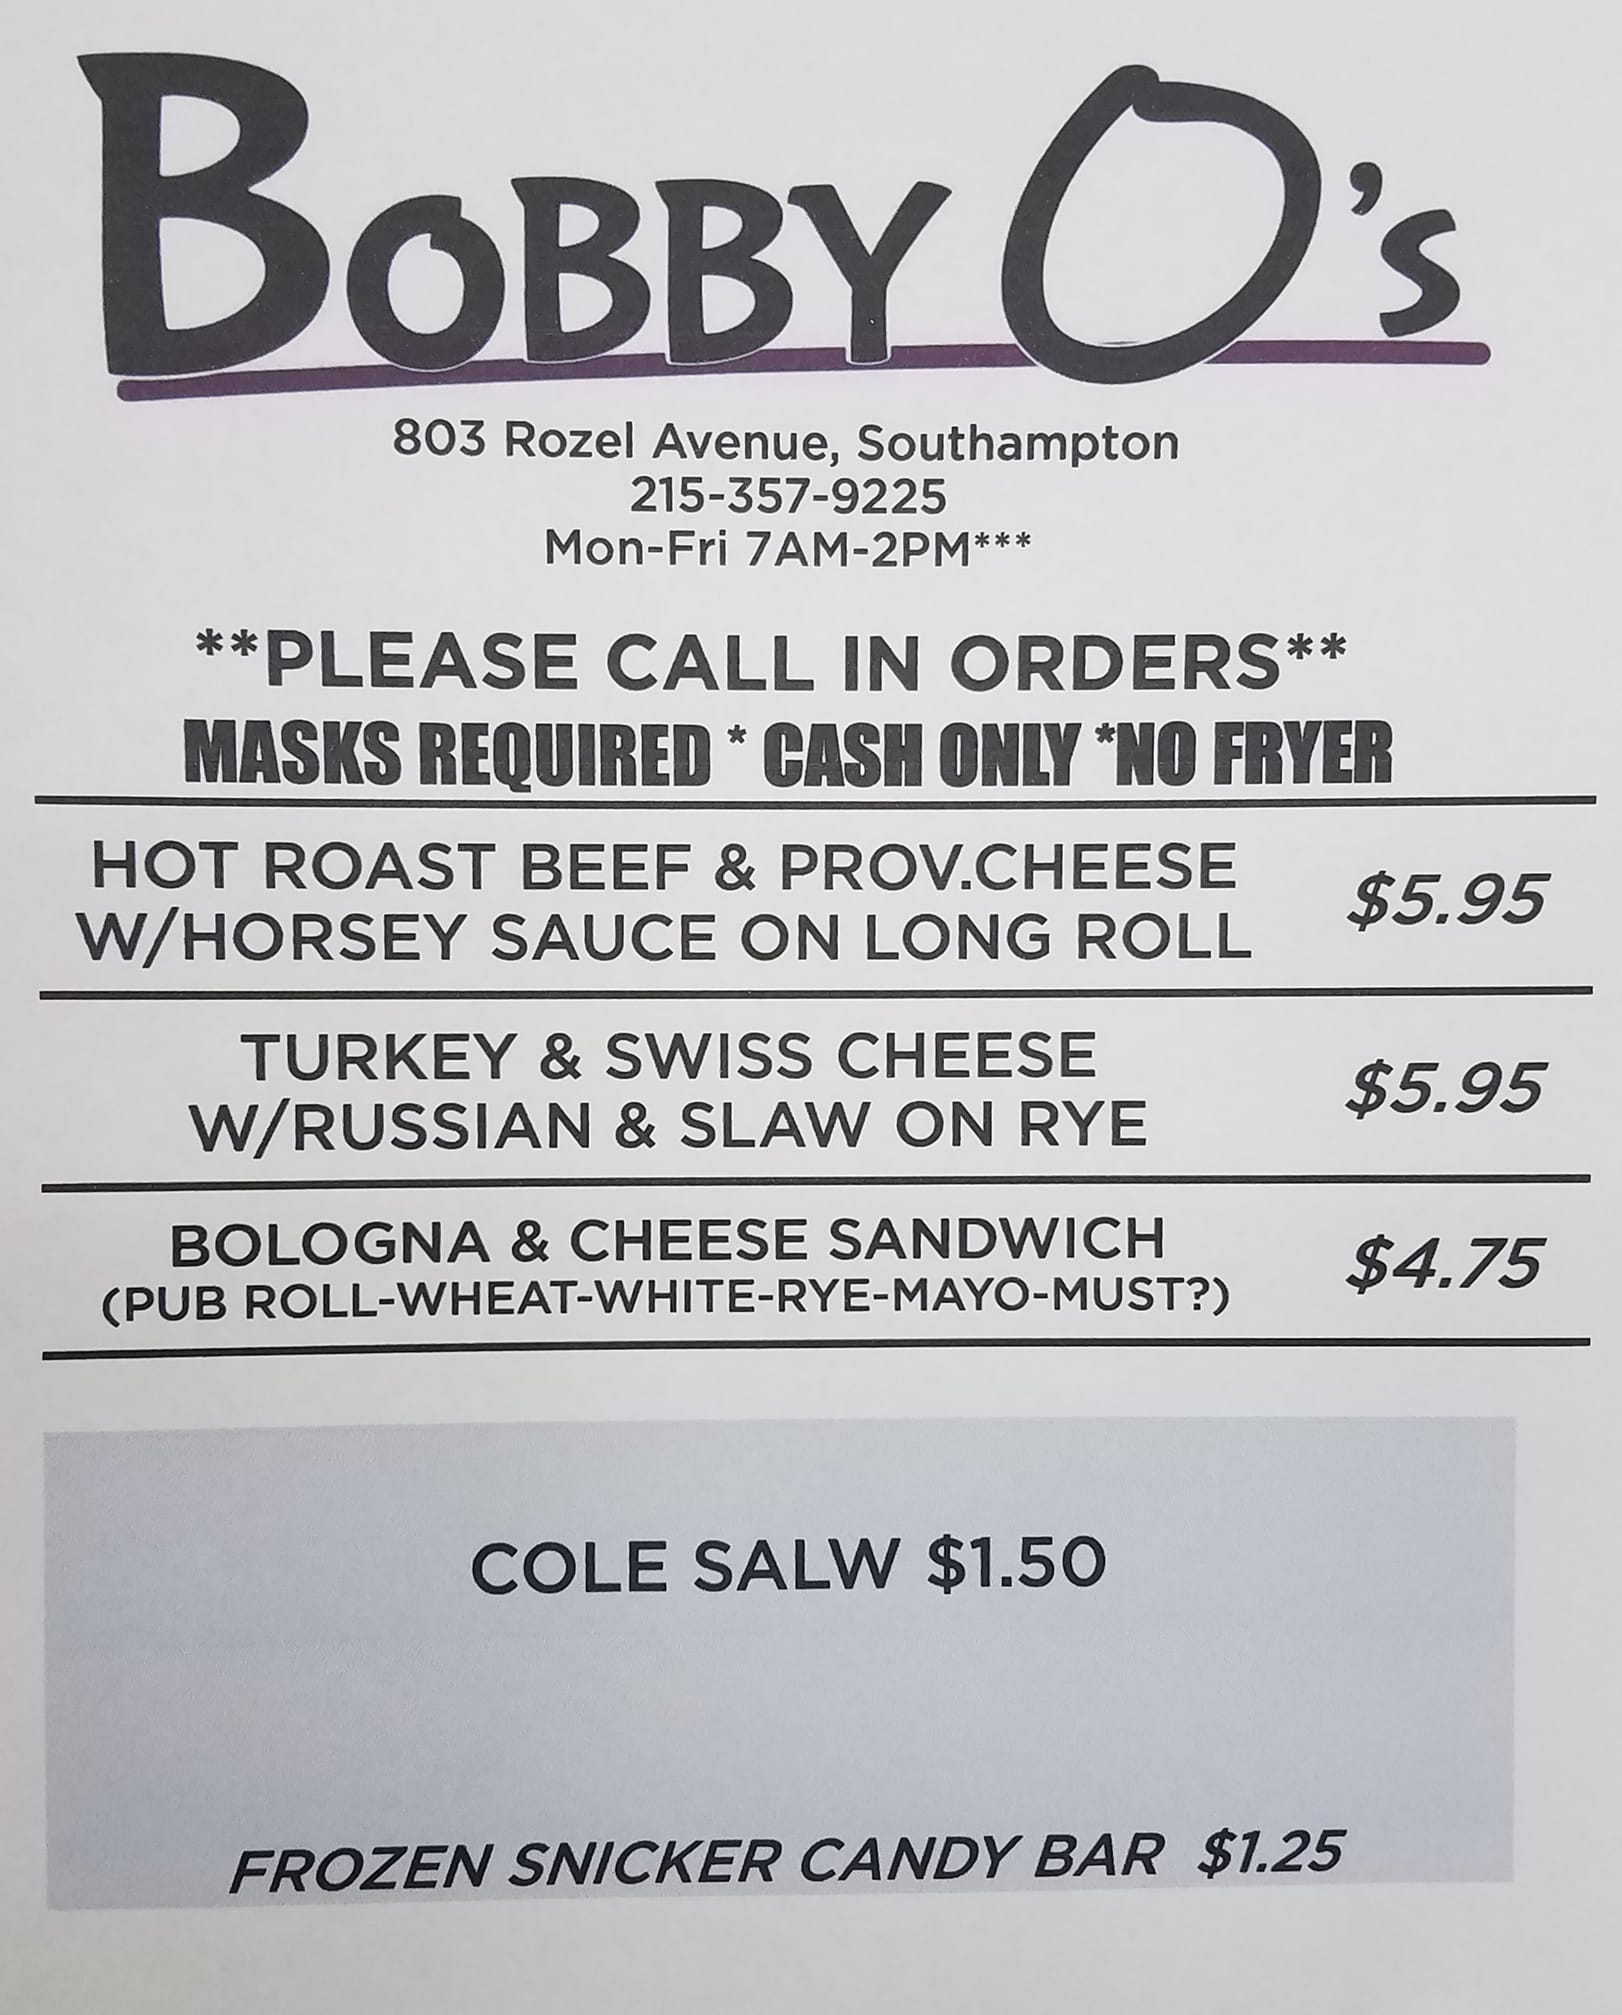 BOBBY O's
803 Rozel Avenue, Southampton
215-357-9225
Mon-Fri 7AM-2PM***
**PLEASE CALL IN ORDERS**
MASKS REQUIRED * CASH ONLY *NO FRYER
HOT ROAST BEEF & PROV.CHEESE
W/HORSEY SAUCE ON LONG ROLL
$5.95
TURKEY & SWISS CHEESE
W/RUSSIAN & SLAW ON RYE
$5.95
BOLOGNA & CHEESE SANDWICH
(PUB ROLL-WHEAT-WHITE-RYE-MAYO-MUST?)
$4.75
COLE SALW $1.50
FROZEN SNICKER CANDY BAR $1.25